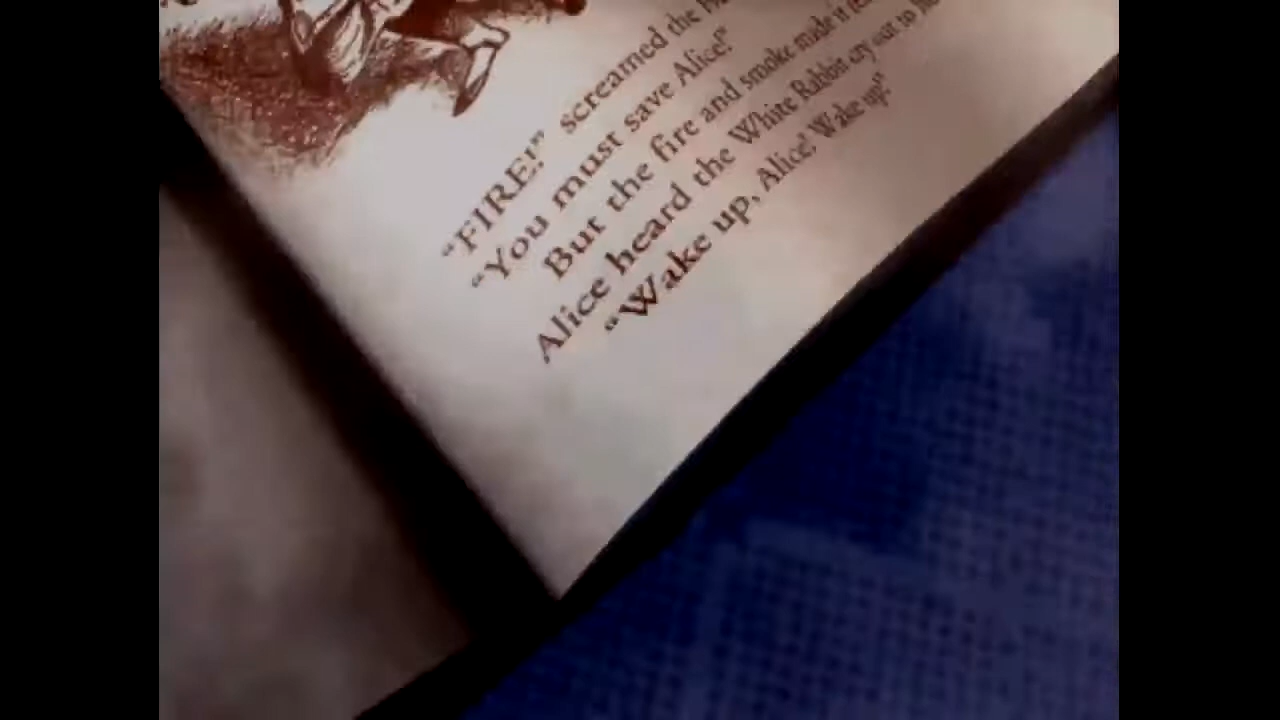 "FIRE!" screamed the
"You must save Alice!"
But the fire and smoke made it
Alice heard the White Rabbit cry out to
"Wake up, Alice! Wake up!"